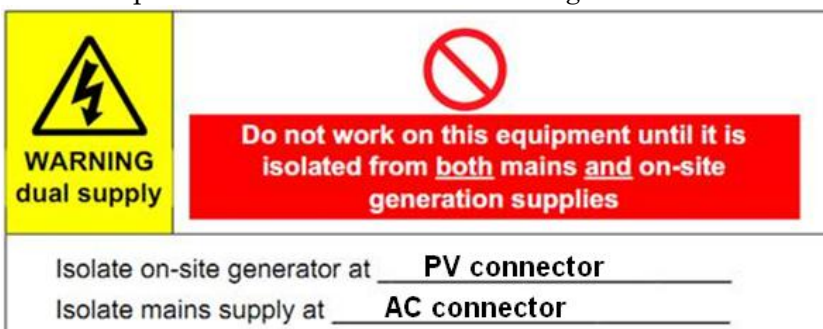 WARNING
dual supply
Do not work on this equipment until it is
isolated from both mains and on-site
generation supplies
Isolate on-site generator at PV connector
Isolate mains supply at AC connector